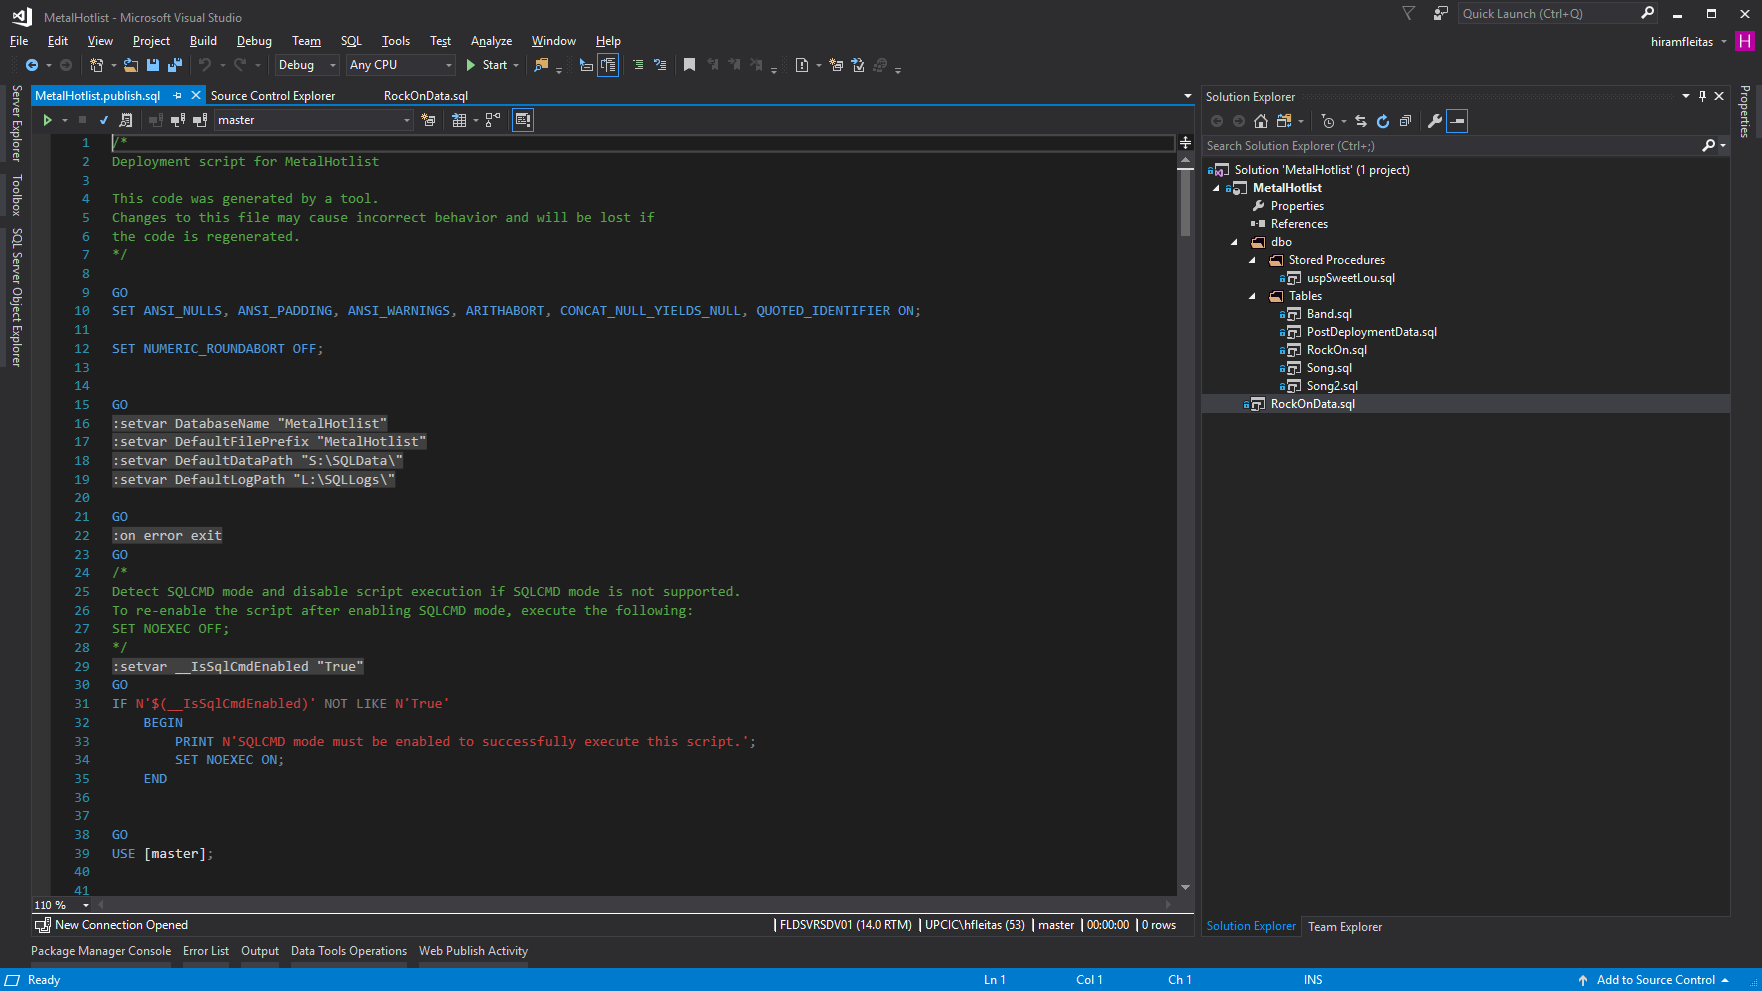 MetalHotlist - Microsoft Visual Studio
Quick Launch (Ctrl+Q)
File Edit View Project Build Debug Team SQL Tools Test Analyze Window Help
hiramfleitas H
Debug Any CPU Start
MetalHotlist.publish.sql Source Control Explorer RockOnData.sql
master
Server Explorer
Toolbox
SQL Server Object Explorer
1 /*
2 Deployment script for MetalHotlist
3
4 This code was generated by a tool.
5 Changes to this file may cause incorrect behavior and will be lost if
6 the code is regenerated.
7 */
8
9 GO
10 SET ANSI_NULLS, ANSI_PADDING, ANSI_WARNINGS, ARITHABORT, CONCAT_NULL_YIELDS_NULL, QUOTED_IDENTIFIER ON;
11
12 SET NUMERIC_ROUNDABORT OFF;
13
14
15 GO
16 :setvar DatabaseName "MetalHotlist"
17 :setvar DefaultFilePrefix "MetalHotlist"
18 :setvar DefaultDataPath "S:\SQLData\"
19 :setvar DefaultLogPath "L:\SQLLogs\"
20
21 GO
22 :on error exit
23 GO
24 /*
25 Detect SQLCMD mode and disable script execution if SQLCMD mode is not supported.
26 To re-enable the script after enabling SQLCMD mode, execute the following:
27 SET NOEXEC OFF;
28 */
29 :setvar __IsSqlCmdEnabled "True"
30 GO
31 IF N'$(__IsSqlCmdEnabled)' NOT LIKE N'True'
32 BEGIN
33 PRINT N'SQLCMD mode must be enabled to successfully execute this script.';
34 SET NOEXEC ON;
35 END
36
37
38 GO
39 USE [master];
40
41
110 %
New Connection Opened
FLDSVRSDV01 (14.0 RTM) UPCIC\hfleitas (53) master 00:00:00 0 rows
Solution Explorer
Search Solution Explorer (Ctrl+;)
Solution 'MetalHotlist' (1 project)
MetalHotlist
Properties
References
dbo
Stored Procedures
uspSweetLou.sql
Tables
Band.sql
PostDeploymentData.sql
RockOn.sql
Song.sql
Song2.sql
RockOnData.sql
Solution Explorer Team Explorer
Properties
Package Manager Console Error List Output Data Tools Operations Web Publish Activity
Ready Ln 1 Col 1 Ch 1 INS Add to Source Control